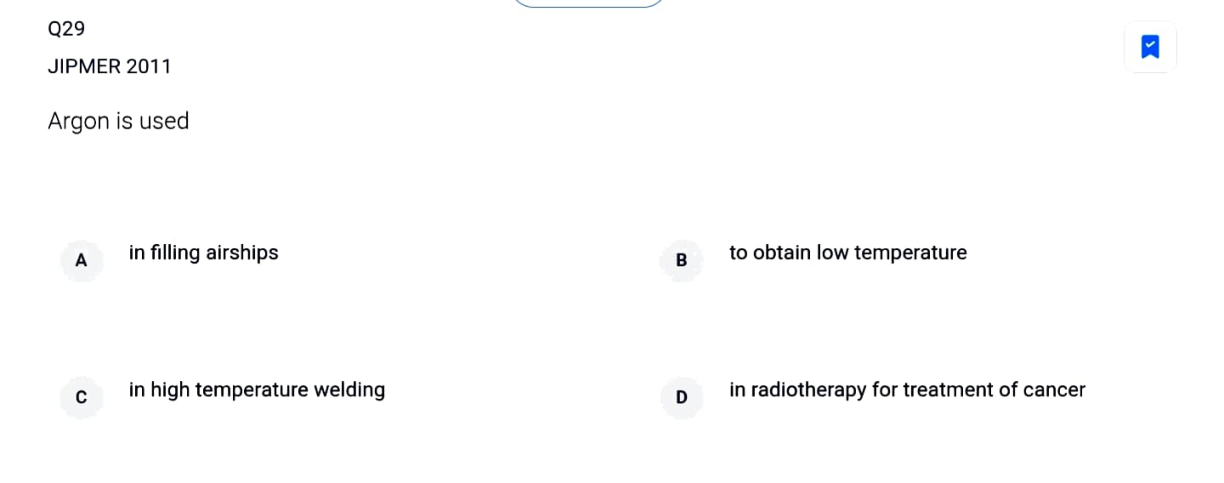 Q29
JIPMER 2011
Argon is used
A in filling airships
B to obtain low temperature
C in high temperature welding
D in radiotherapy for treatment of cancer